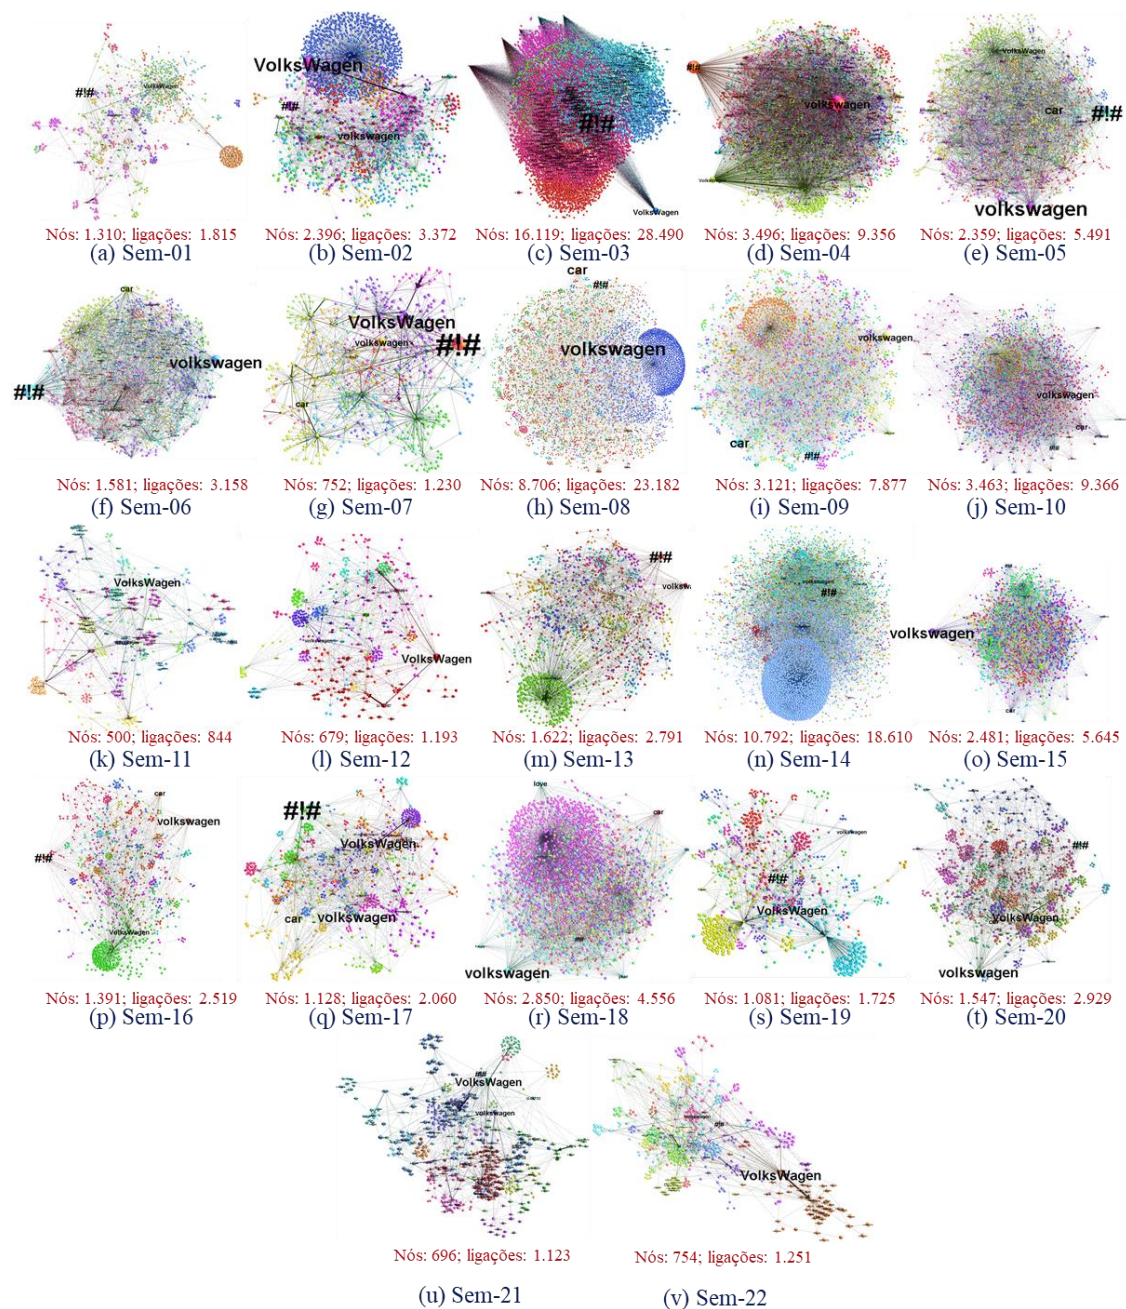 #!# VolksWagen
VolksWagen #!# volkswagen
#!# VolksWagen
#!# volkswagen
VolksWagen car #!# volkswagen
Nós: 1.310; ligações: 1.815
Nós: 2.396; ligações: 3.372
Nós: 16.119; ligações: 28.490
Nós: 3.496; ligações: 9.356
Nós: 2.359; ligações: 5.491
(a) Sem-01
(b) Sem-02
(c) Sem-03
(d) Sem-04
(e) Sem-05
car volkswagen #!#
VolksWagen volkswagen #!# car
car #!# volkswagen
volkswagen car #!#
volkswagen car #!#
Nós: 1.581; ligações: 3.158
Nós: 752; ligações: 1.230
Nós: 8.706; ligações: 23.182
Nós: 3.121; ligações: 7.877
Nós: 3.463; ligações: 9.366
(f) Sem-06
(g) Sem-07
(h) Sem-08
(i) Sem-09
(j) Sem-10
VolksWagen
VolksWagen
#!#
#!#
volkswagen car
Nós: 500; ligações: 844
Nós: 679; ligações: 1.193
Nós: 1.622; ligações: 2.791
Nós: 10.792; ligações: 18.610
Nós: 2.481; ligações: 5.645
(k) Sem-11
(l) Sem-12
(m) Sem-13
(n) Sem-14
(o) Sem-15
car volkswagen #!# VolksWagen
#!# VolksWagen car volkswagen
love car volkswagen
volkswagen #!# VolksWagen
#!# VolksWagen volkswagen
Nós: 1.391; ligações: 2.519
Nós: 1.128; ligações: 2.060
Nós: 2.850; ligações: 4.556
Nós: 1.081; ligações: 1.725
Nós: 1.547; ligações: 2.929
(p) Sem-16
(q) Sem-17
(r) Sem-18
(s) Sem-19
(t) Sem-20
#!# VolksWagen volkswagen
#!# VolksWagen
Nós: 696; ligações: 1.123
Nós: 754; ligações: 1.251
(u) Sem-21
(v) Sem-22